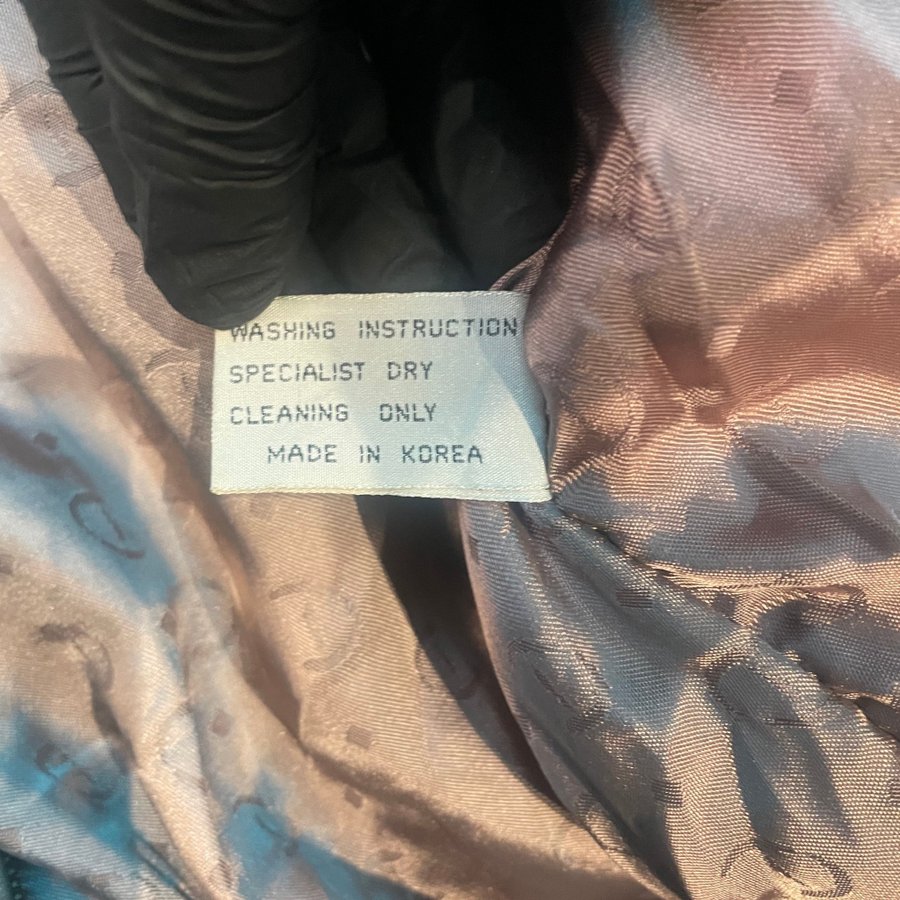 WASHING INSTRUCTION
SPECIALIST DRY
CLEANING ONLY
MADE IN KOREA